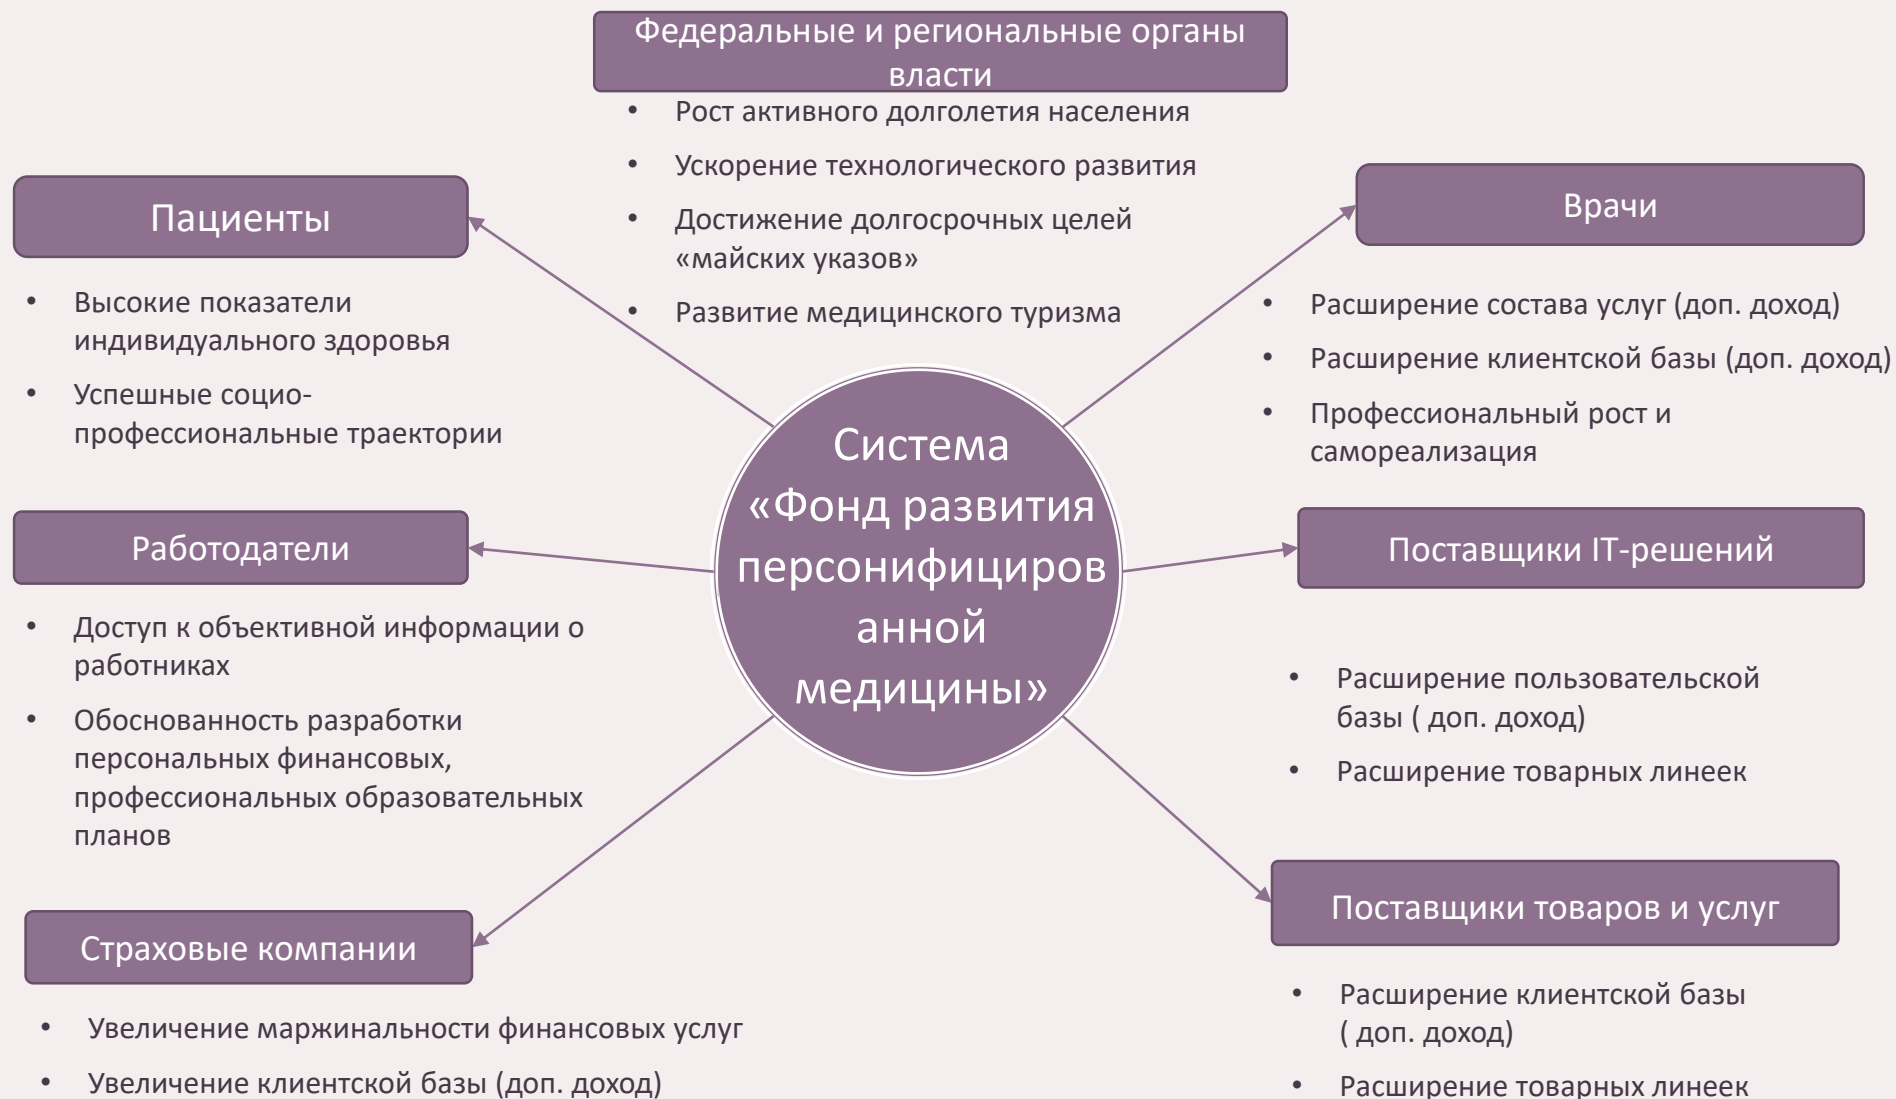 Федеральные и региональные органы
власти
• Рост активного долголетия населения
• Ускорение технологического развития
• Достижение долгосрочных целей
«майских указов»
• Развитие медицинского туризма
Пациенты
• Высокие показатели
индивидуального здоровья
• Успешные социо-
профессиональные траектории
Врачи
• Расширение состава услуг (доп. доход)
• Расширение клиентской базы (доп. доход)
• Профессиональный рост и
самореализация
Система
«Фонд развития
персонифициров
анной
медицины»
Работодатели
• Доступ к объективной информации о
работниках
• Обоснованность разработки
персональных финансовых,
профессиональных образовательных
планов
Поставщики IT-решений
• Расширение пользовательской
базы ( доп. доход)
• Расширение товарных линеек
Страховые компании
• Увеличение маржинальности финансовых услуг
• Увеличение клиентской базы (доп. доход)
Поставщики товаров и услуг
• Расширение клиентской базы
( доп. доход)
• Расширение товарных линеек